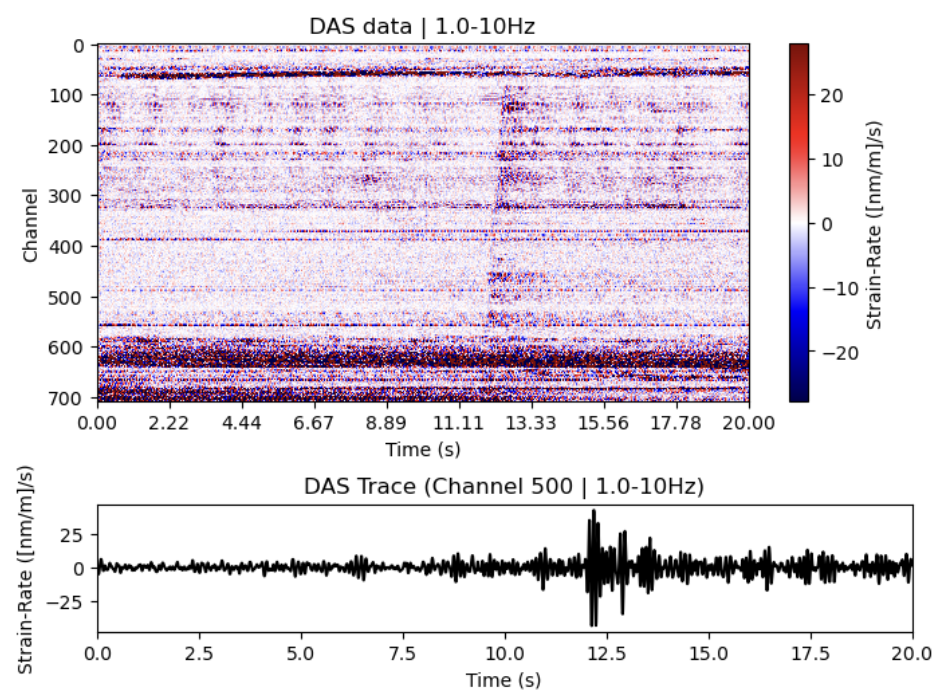 DAS data | 1.0-10Hz
0
100
200
300
400
500
600
700
Channel
0.00 2.22 4.44 6.67 8.89 11.11 13.33 15.56 17.78 20.00
Time (s)
20
10
0
−10
−20
Strain-Rate ([nm/m]/s)
DAS Trace (Channel 500 | 1.0-10Hz)
25
0
−25
Strain-Rate ([nm/m]/s)
0.0 2.5 5.0 7.5 10.0 12.5 15.0 17.5 20.0
Time (s)